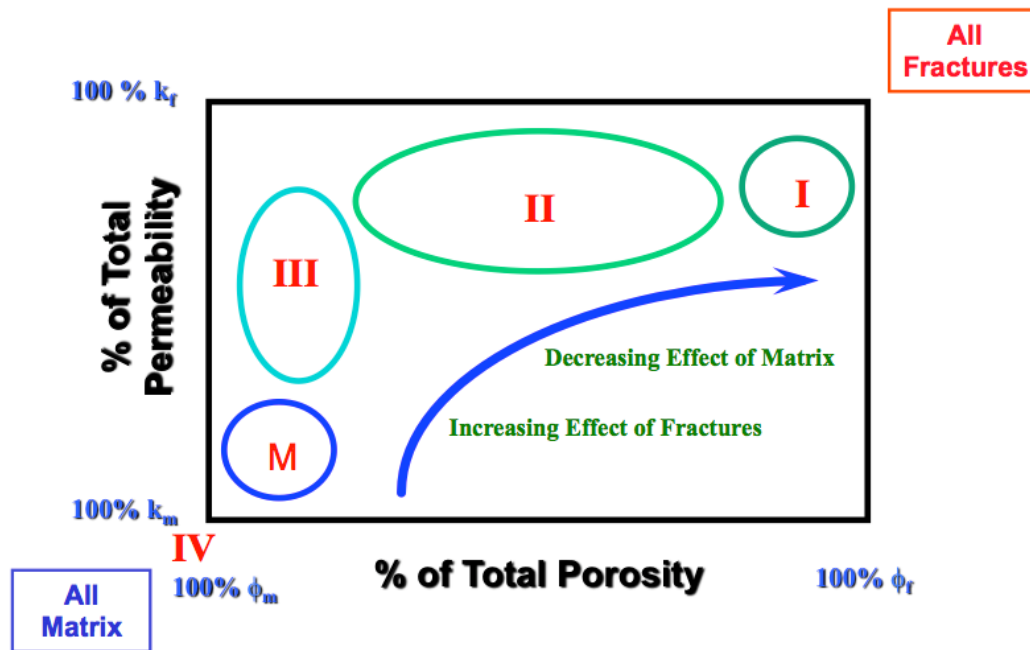 All
Fractures
100 % kf
% of Total
Permeability
I
II
III
Decreasing Effect of Matrix
Increasing Effect of Fractures
M
100% km
IV
% of Total Porosity
100% ϕm
100% ϕf
All
Matrix